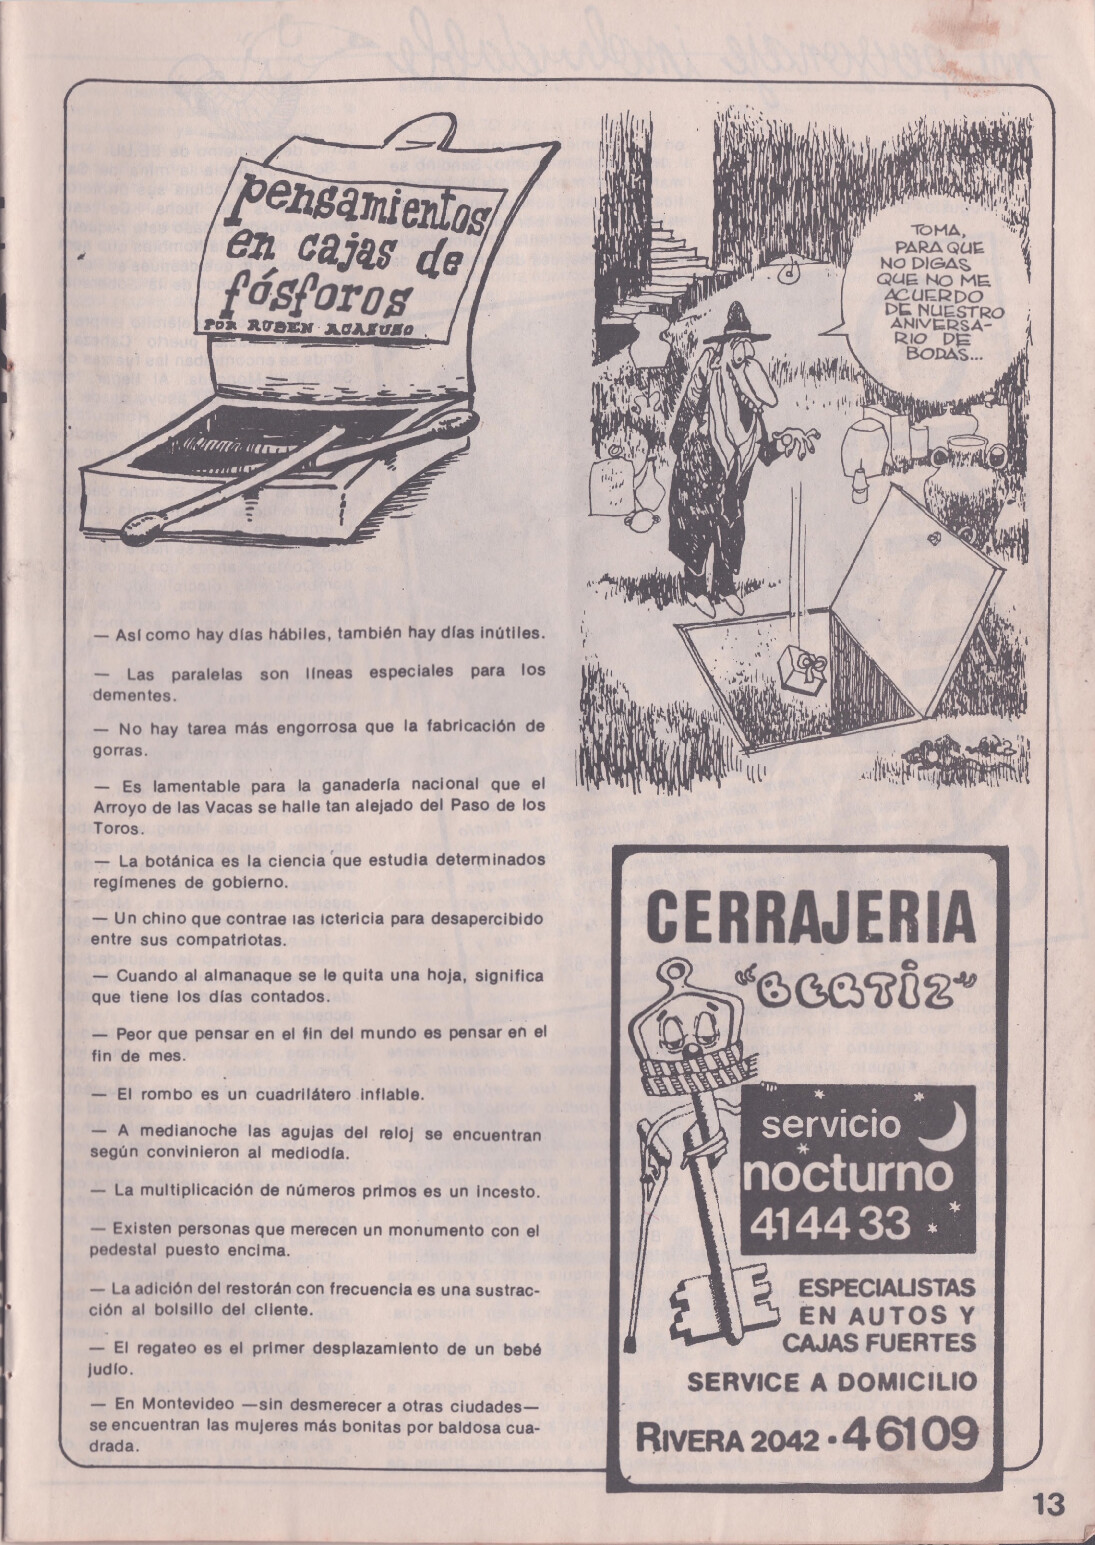 pensamientos
en cajas de
fósforos
POR RUBEN ACASUSO
TOMA,
PARA QUE
NO DIGAS
QUE NO ME
ACUERDO
DE NUESTRO
ANIVERSA-
RIO DE
BODAS...
— Así como hay días hábiles, también hay días inútiles.
— Las paralelas son líneas especiales para los
dementes.
— No hay tarea más engorrosa que la fabricación de
gorras.
— Es lamentable para la ganadería nacional que el
Arroyo de las Vacas se halle tan alejado del Paso de los
Toros.
— La botánica es la ciencia que estudia determinados
regímenes de gobierno.
— Un chino que contrae las ictericia para desapercibido
entre sus compatriotas.
— Cuando al almanaque se le quita una hoja, significa
que tiene los días contados.
— Peor que pensar en el fin del mundo es pensar en el
fin de mes.
— El rombo es un cuadrilátero inflable.
— A medianoche las agujas del reloj se encuentran
según convinieron al mediodía.
— La multiplicación de números primos es un incesto.
— Existen personas que merecen un monumento con el
pedestal puesto encima.
— La adición del restorán con frecuencia es una sustrac-
ción al bolsillo del cliente.
— El regateo es el primer desplazamiento de un bebé
judío.
— En Montevideo —sin desmerecer a otras ciudades—
se encuentran las mujeres más bonitas por baldosa cua-
drada.
CERRAJERIA
"BERTIZ"
servicio
nocturno
41 44 33
ESPECIALISTAS
EN AUTOS Y
CAJAS FUERTES
SERVICE A DOMICILIO
RIVERA 2042 • 46109
13